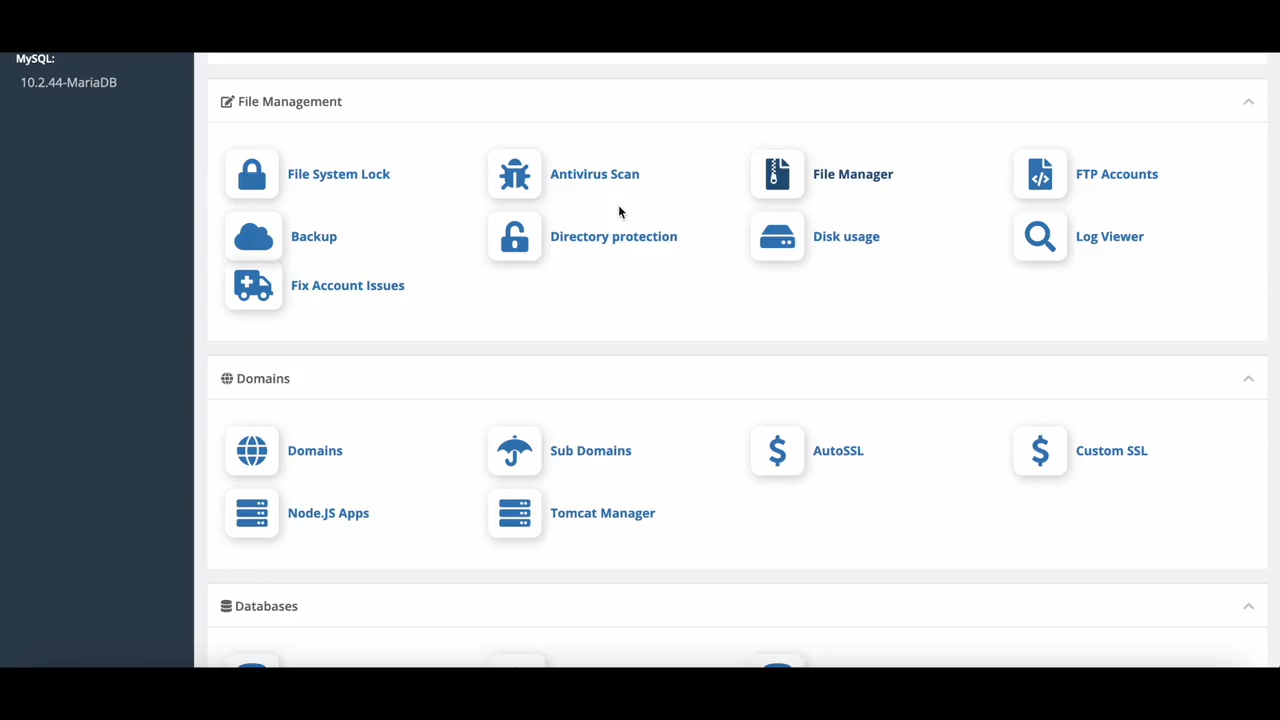 MySQL:
10.2.44-MariaDB
File Management
File System Lock
Antivirus Scan
File Manager
FTP Accounts
Backup
Directory protection
Disk usage
Log Viewer
Fix Account Issues
Domains
Domains
Sub Domains
AutoSSL
Custom SSL
Node.JS Apps
Tomcat Manager
Databases